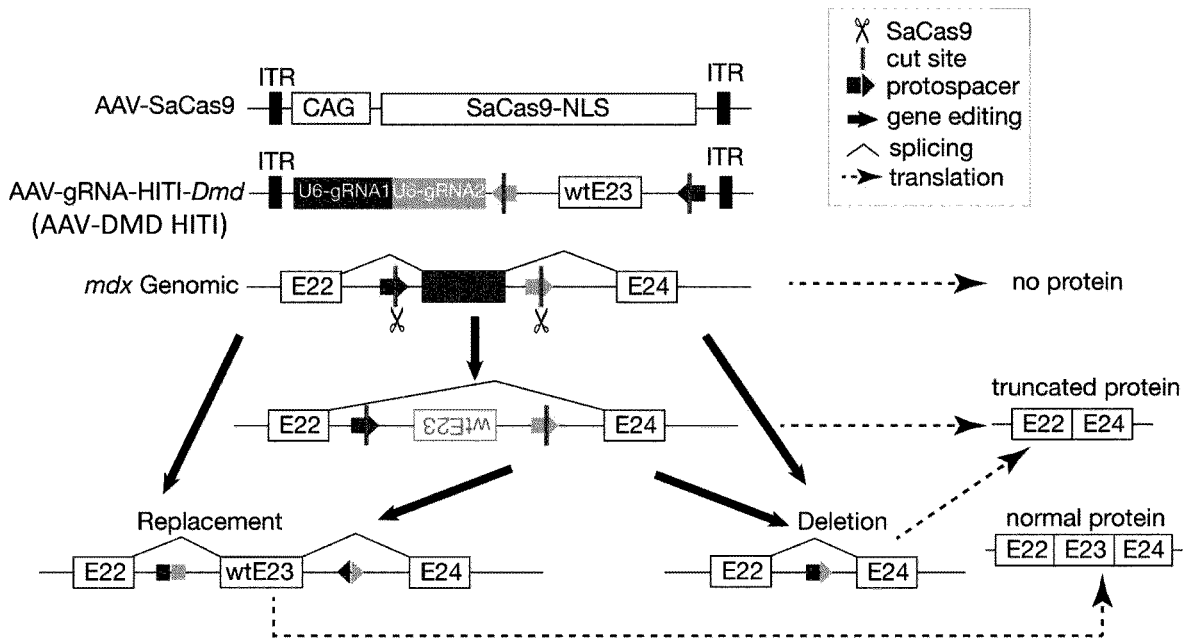 SaCas9
cut site
protospacer
gene editing
splicing
translation
ITR
ITR
AAV-SaCas9
CAG
SaCas9-NLS
ITR
ITR
AAV-gRNA-HITI-Dmd
U6-gRNA1
U6-gRNA2
wtE23
(AAV-DMD HITI)
mdx Genomic
E22
E24
no protein
E22
wtE23
E24
truncated protein
E22
E24
Replacement
Deletion
normal protein
E22
E23
E24
E22
wtE23
E24
E22
E24